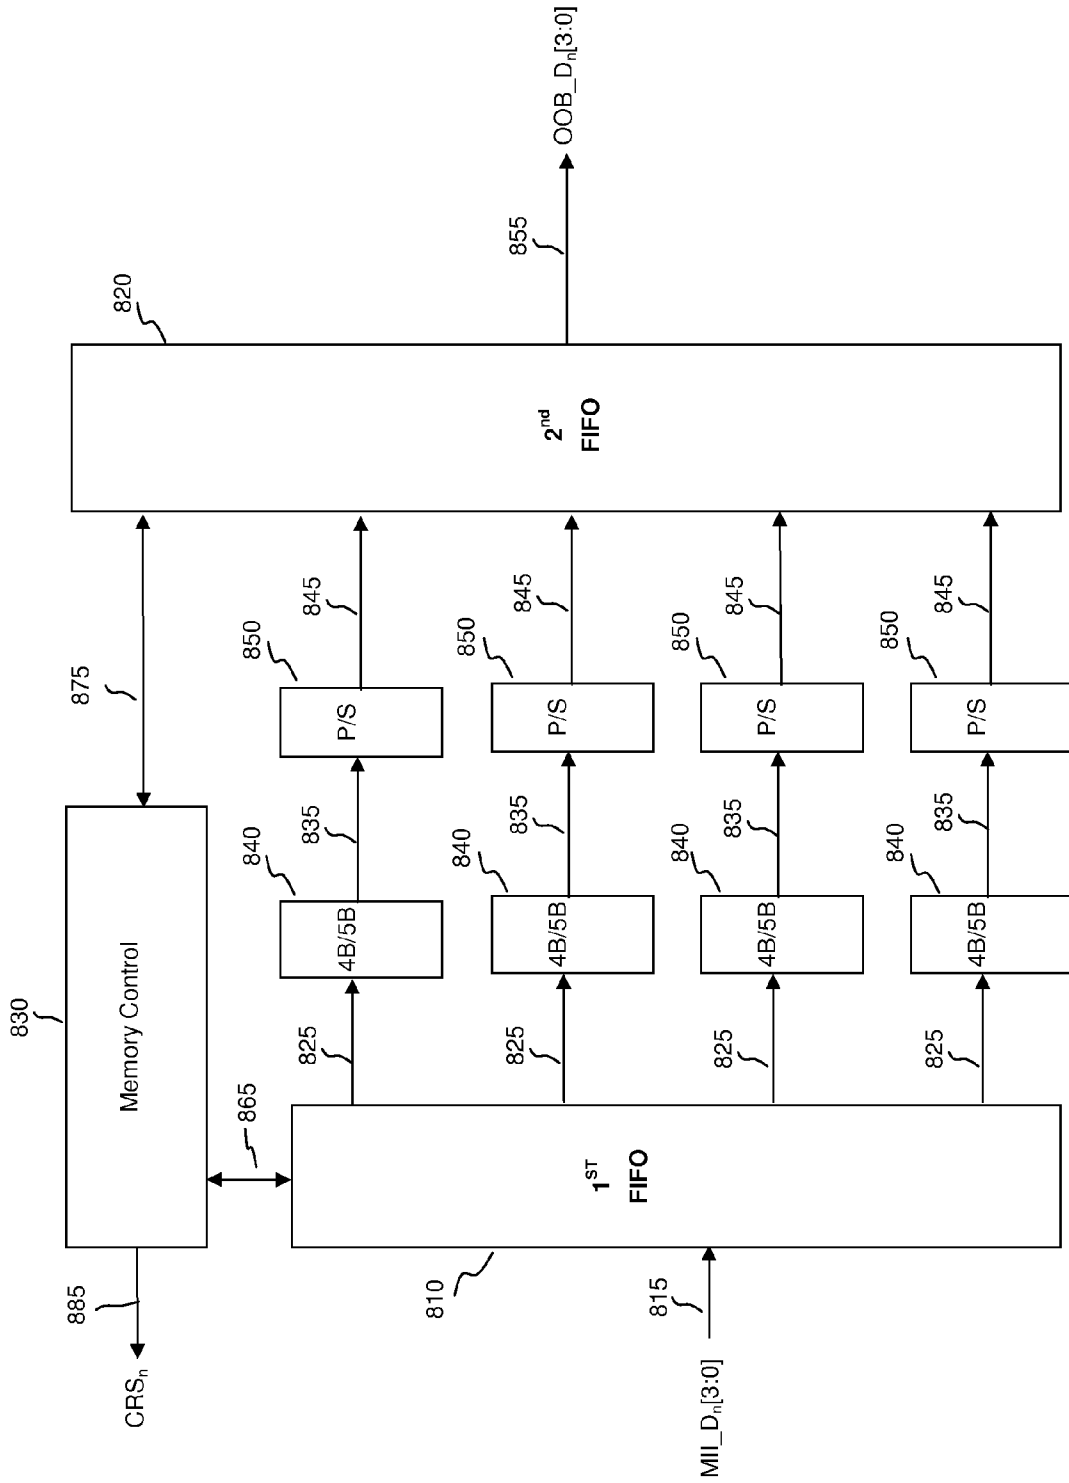 CRSₙ
885
830
Memory Control
875
820
865
810
1ST
FIFO
MII_Dₙ[3:0]
815
825
840
4B/5B
835
850
P/S
845
825
840
4B/5B
835
850
P/S
845
825
840
4B/5B
835
850
P/S
845
825
840
4B/5B
835
850
P/S
845
2nd
FIFO
855
OOB_Dₙ[3:0]